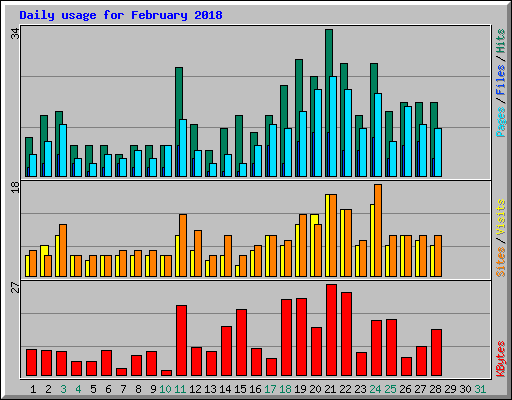 Daily usage for February 2018
34
Pages / Files / Hits
18
Sites / Visits
27
KBytes
1 2 3 4 5 6 7 8 9 10 11 12 13 14 15 16 17 18 19 20 21 22 23 24 25 26 27 28 29 30 31